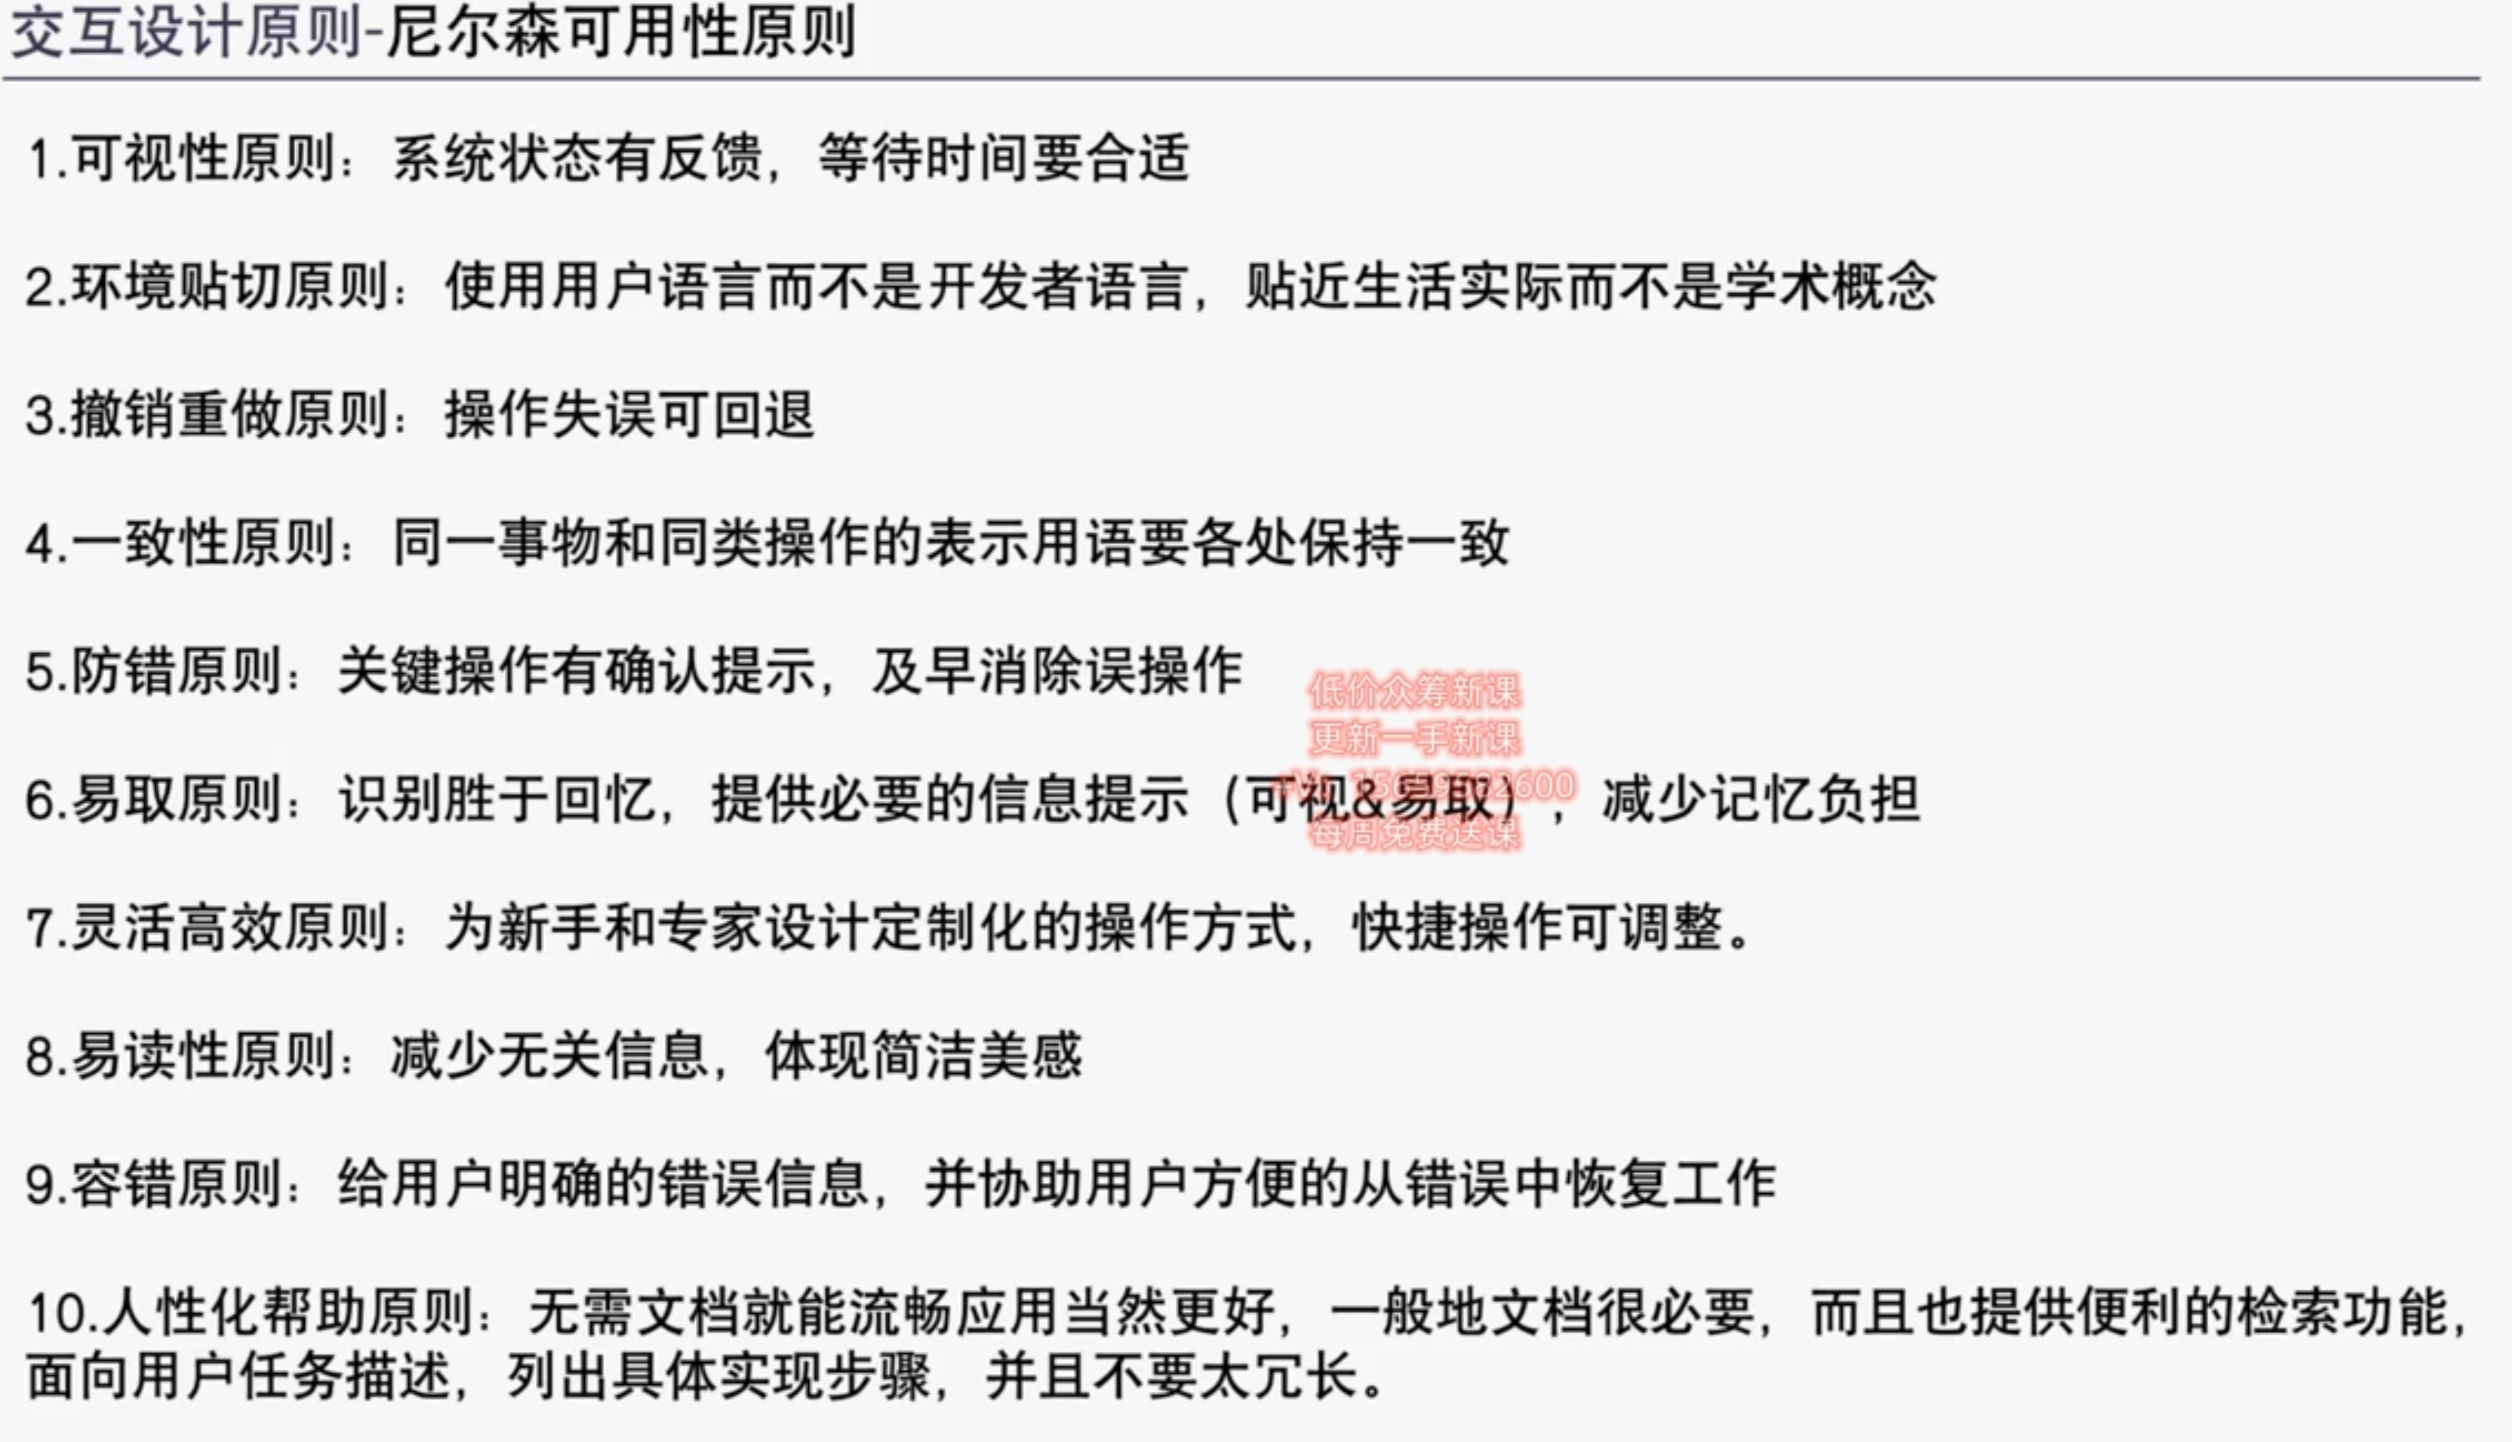 交互设计原则-尼尔森可用性原则
1.可视性原则：系统状态有反馈，等待时间要合适
2.环境贴切原则：使用用户语言而不是开发者语言，贴近生活实际而不是学术概念
3.撤销重做原则：操作失误可回退
4.一致性原则：同一事物和同类操作的表示用语要各处保持一致
5.防错原则：关键操作有确认提示，及早消除误操作
低价众筹新课
更新一手新课
6.易取原则：识别胜于回忆，提供必要的信息提示（可视&易取），减少记忆负担
每周免费送课
7.灵活高效原则：为新手和专家设计定制化的操作方式，快捷操作可调整。
8.易读性原则：减少无关信息，体现简洁美感
9.容错原则：给用户明确的错误信息，并协助用户方便的从错误中恢复工作
10.人性化帮助原则：无需文档就能流畅应用当然更好，一般地文档很必要，而且也提供便利的检索功能，
面向用户任务描述，列出具体实现步骤，并且不要太冗长。